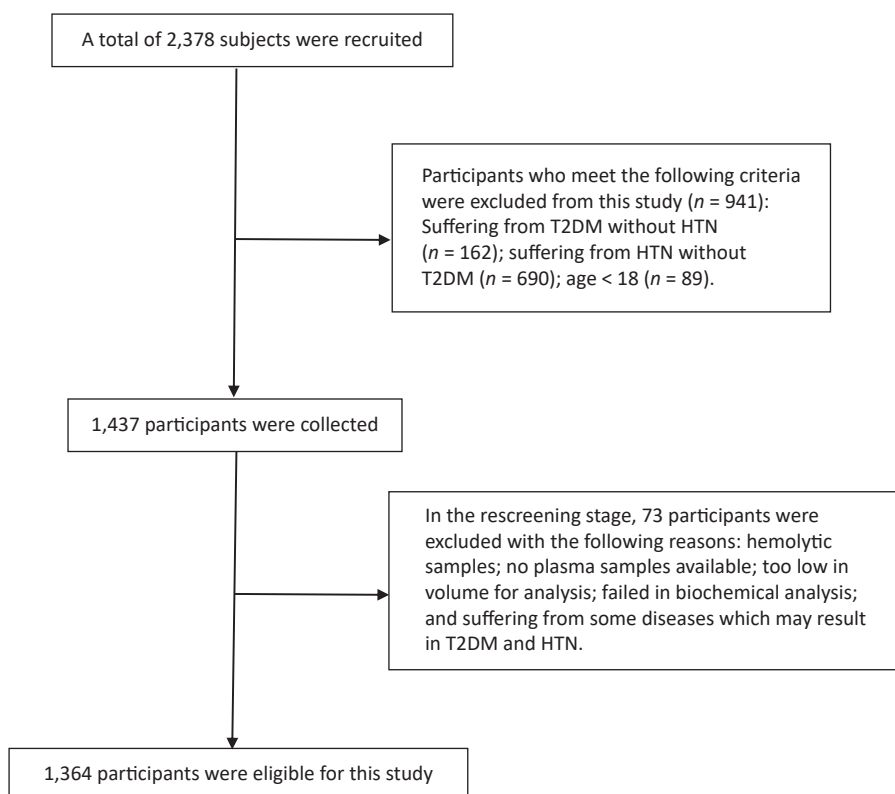 A total of 2,378 subjects were recruited
Participants who meet the following criteria
were excluded from this study (n = 941):
Suffering from T2DM without HTN
(n = 162); suffering from HTN without
T2DM (n = 690); age < 18 (n = 89).
1,437 participants were collected
In the rescreening stage, 73 participants were
excluded with the following reasons: hemolytic
samples; no plasma samples available; too low in
volume for analysis; failed in biochemical analysis;
and suffering from some diseases which may result
in T2DM and HTN.
1,364 participants were eligible for this study